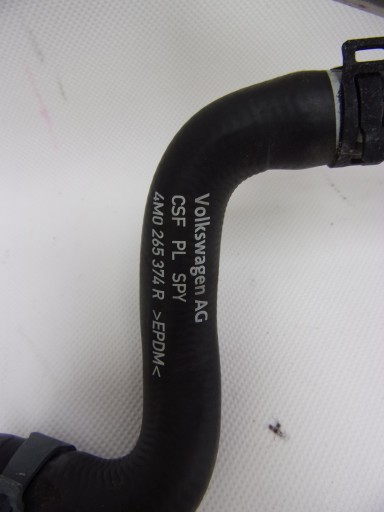 Volkswagen AG
CSF PL SPY
4M0 265 374 R >EPDM<